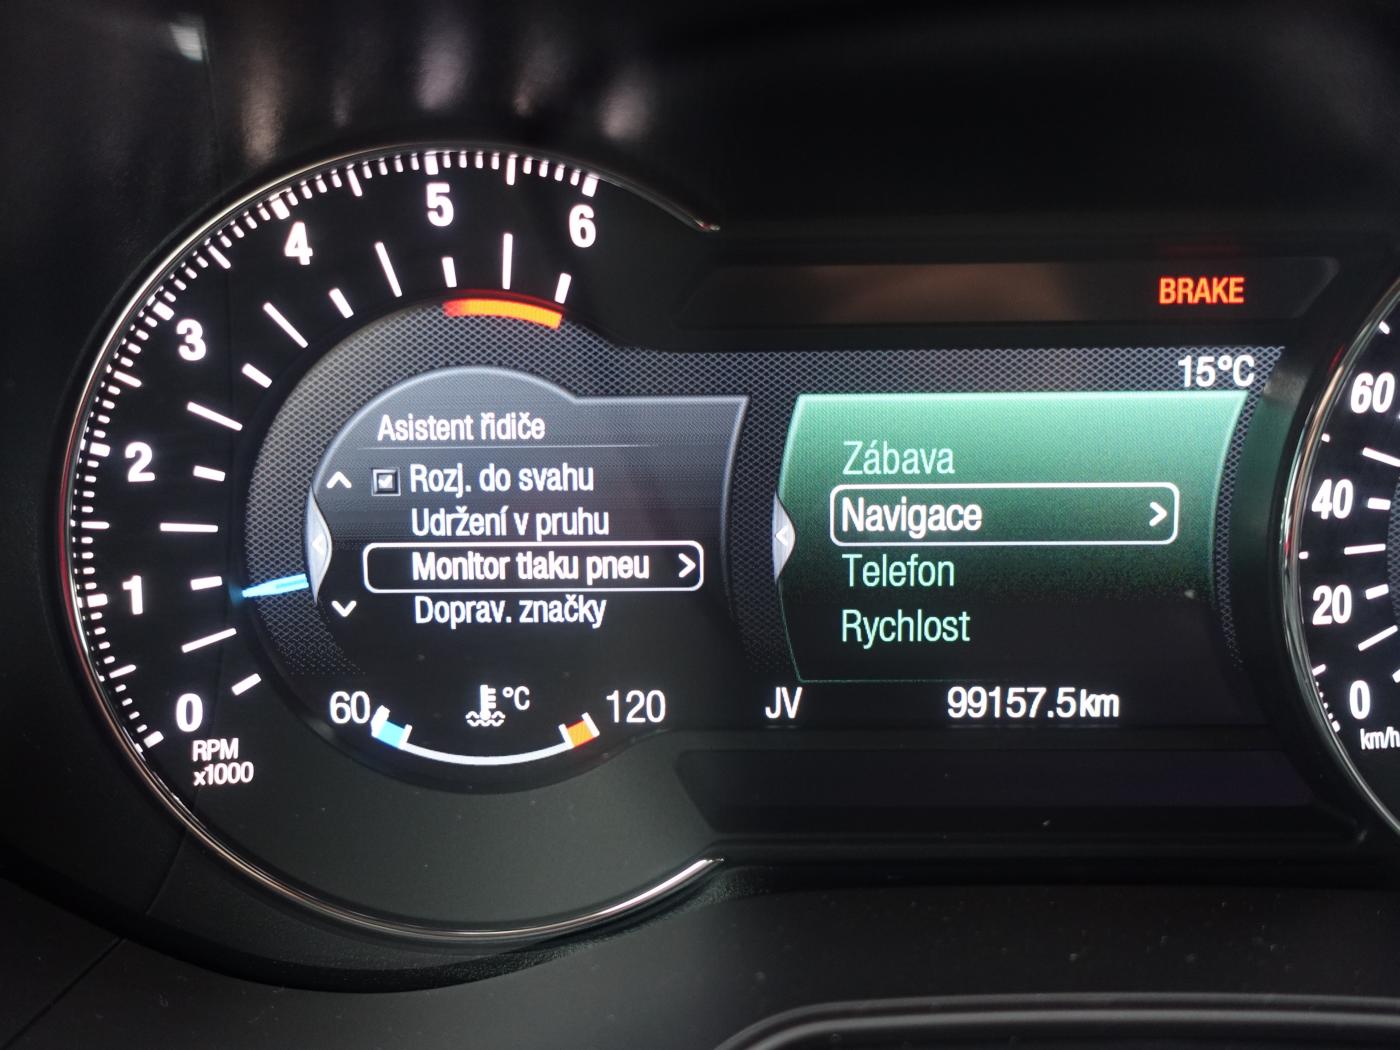 0
1
2
3
4
5
6
RPM
x1000
BRAKE
15°C
Asistent řidiče
Rozj. do svahu
Udržení v pruhu
Monitor tlaku pneu
Doprav. značky
60
°C
120
Zábava
Navigace
Telefon
Rychlost
JV
99157.5km
60
40
20
0
km/h